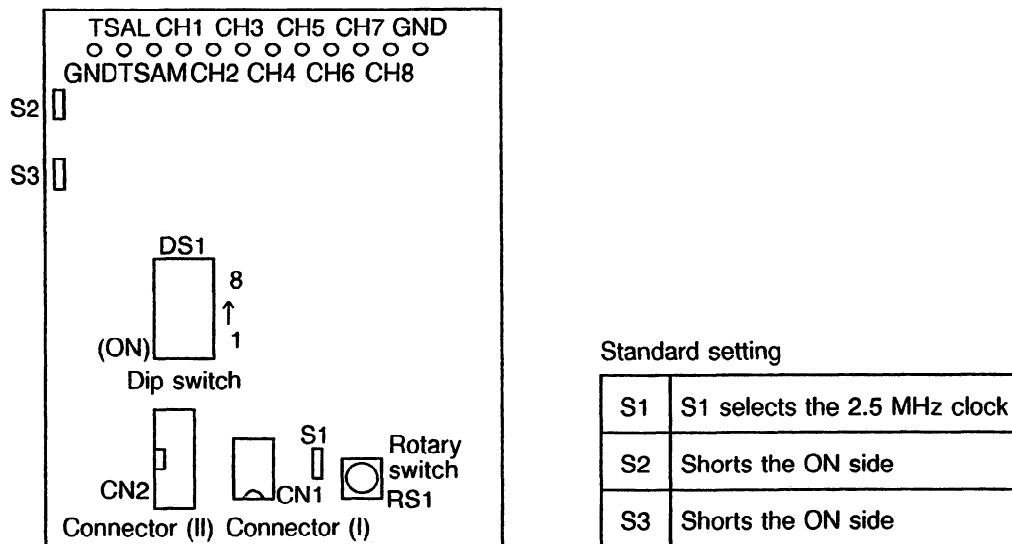 TSAL CH1 CH3 CH5 CH7 GND
GNDTSAM CH2 CH4 CH6 CH8
S2
S3
DS1
8
1
(ON)
Dip switch
S1
Rotary
switch
CN2
CN1
RS1
Connector (II) Connector (I)
Standard setting
S1 S1 selects the 2.5 MHz clock
S2 Shorts the ON side
S3 Shorts the ON side